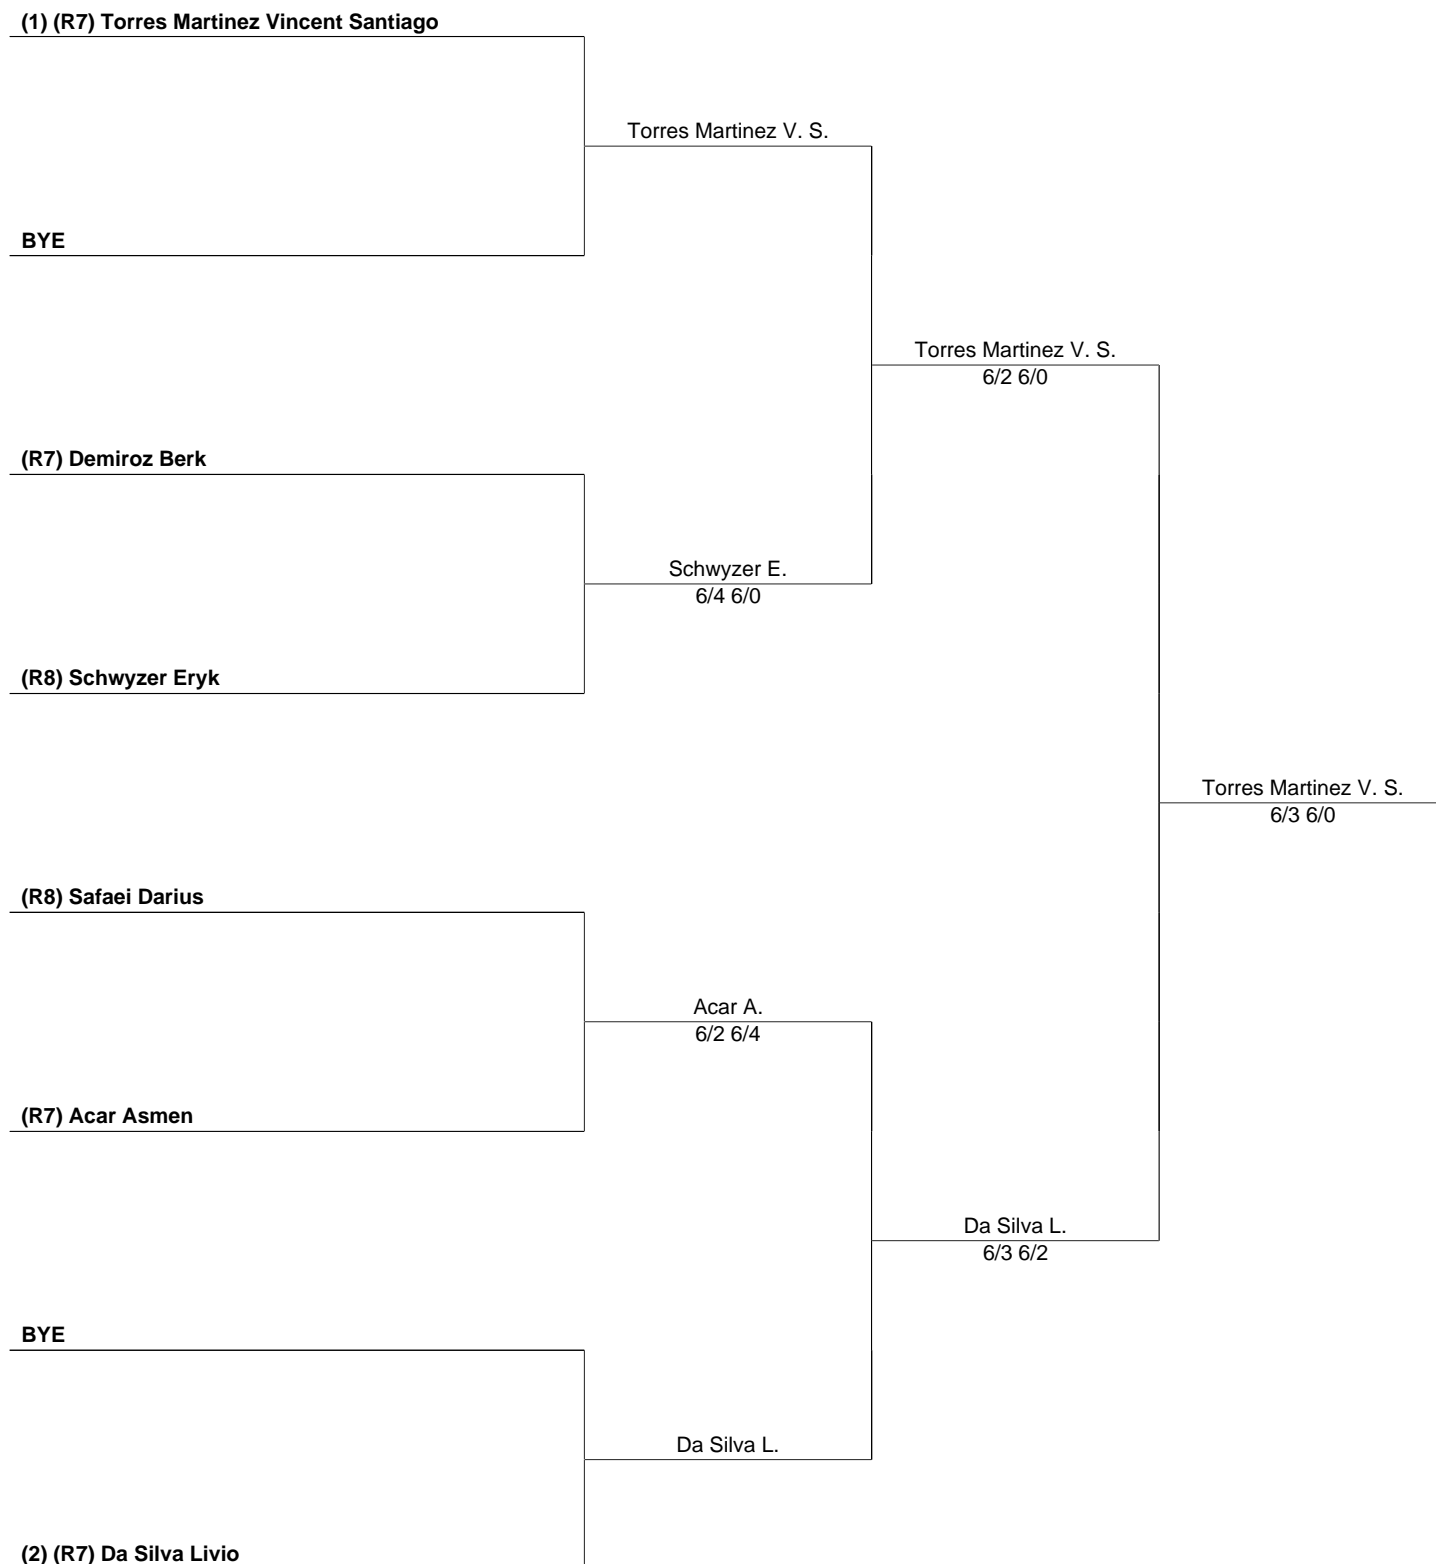 (1) (R7) Torres Martinez Vincent Santiago
Torres Martinez V. S.
BYE
Torres Martinez V. S.
6/2 6/0
(R7) Demiroz Berk
Schwyzer E.
6/4 6/0
(R8) Schwyzer Eryk
Torres Martinez V. S.
6/3 6/0
(R8) Safaei Darius
Acar A.
6/2 6/4
(R7) Acar Asmen
Da Silva L.
6/3 6/2
BYE
Da Silva L.
(2) (R7) Da Silva Livio